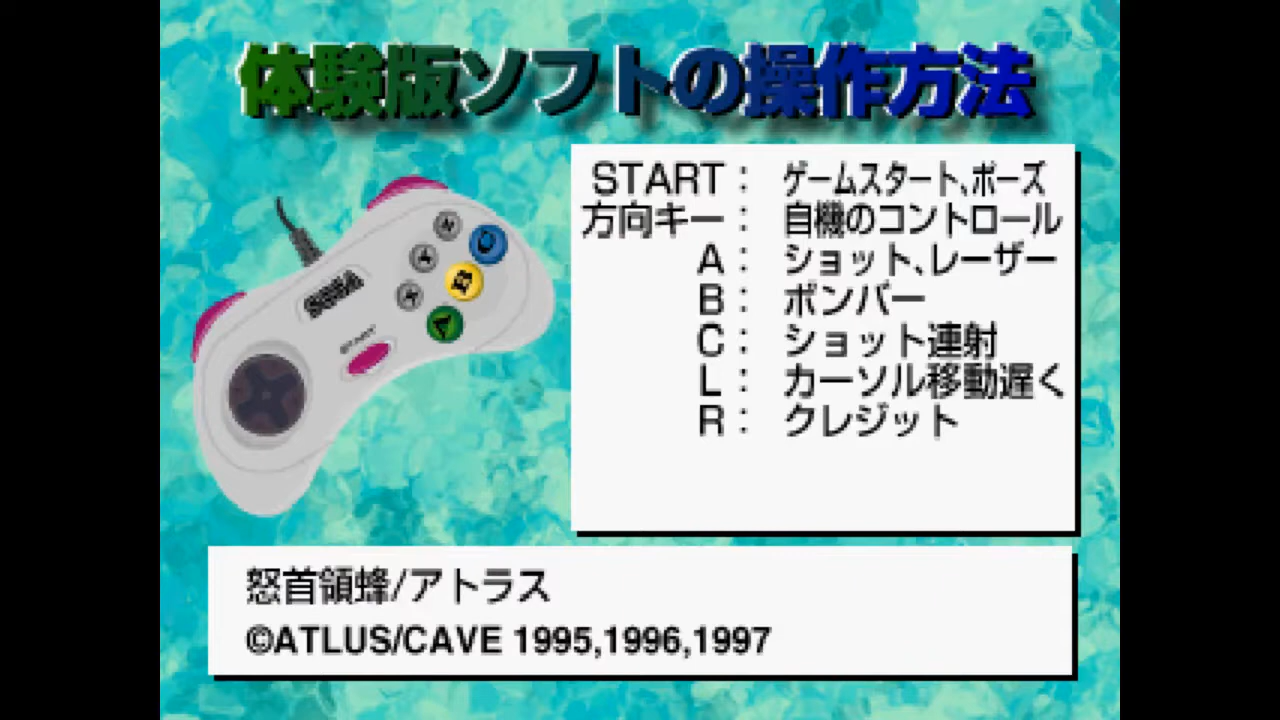 体験版ソフトの操作方法
START： ゲームスタート、ポーズ
方向キー： 自機のコントロール
A： ショット、レーザー
B： ボンバー
C： ショット連射
L： カーソル移動遅く
R： クレジット
SEGA
START
C
B
A
怒首領蜂/アトラス
©ATLUS/CAVE 1995,1996,1997